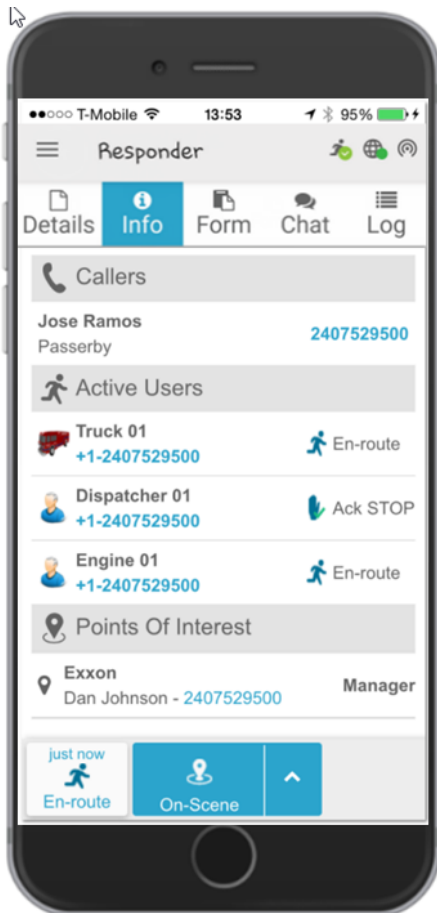 T-Mobile 13:53 95%
Responder
Details Info Form Chat Log
Callers
Jose Ramos
Passerby 2407529500
Active Users
Truck 01
+1-2407529500 En-route
Dispatcher 01
+1-2407529500 Ack STOP
Engine 01
+1-2407529500 En-route
Points Of Interest
Exxon
Dan Johnson - 2407529500 Manager
just now
En-route On-Scene